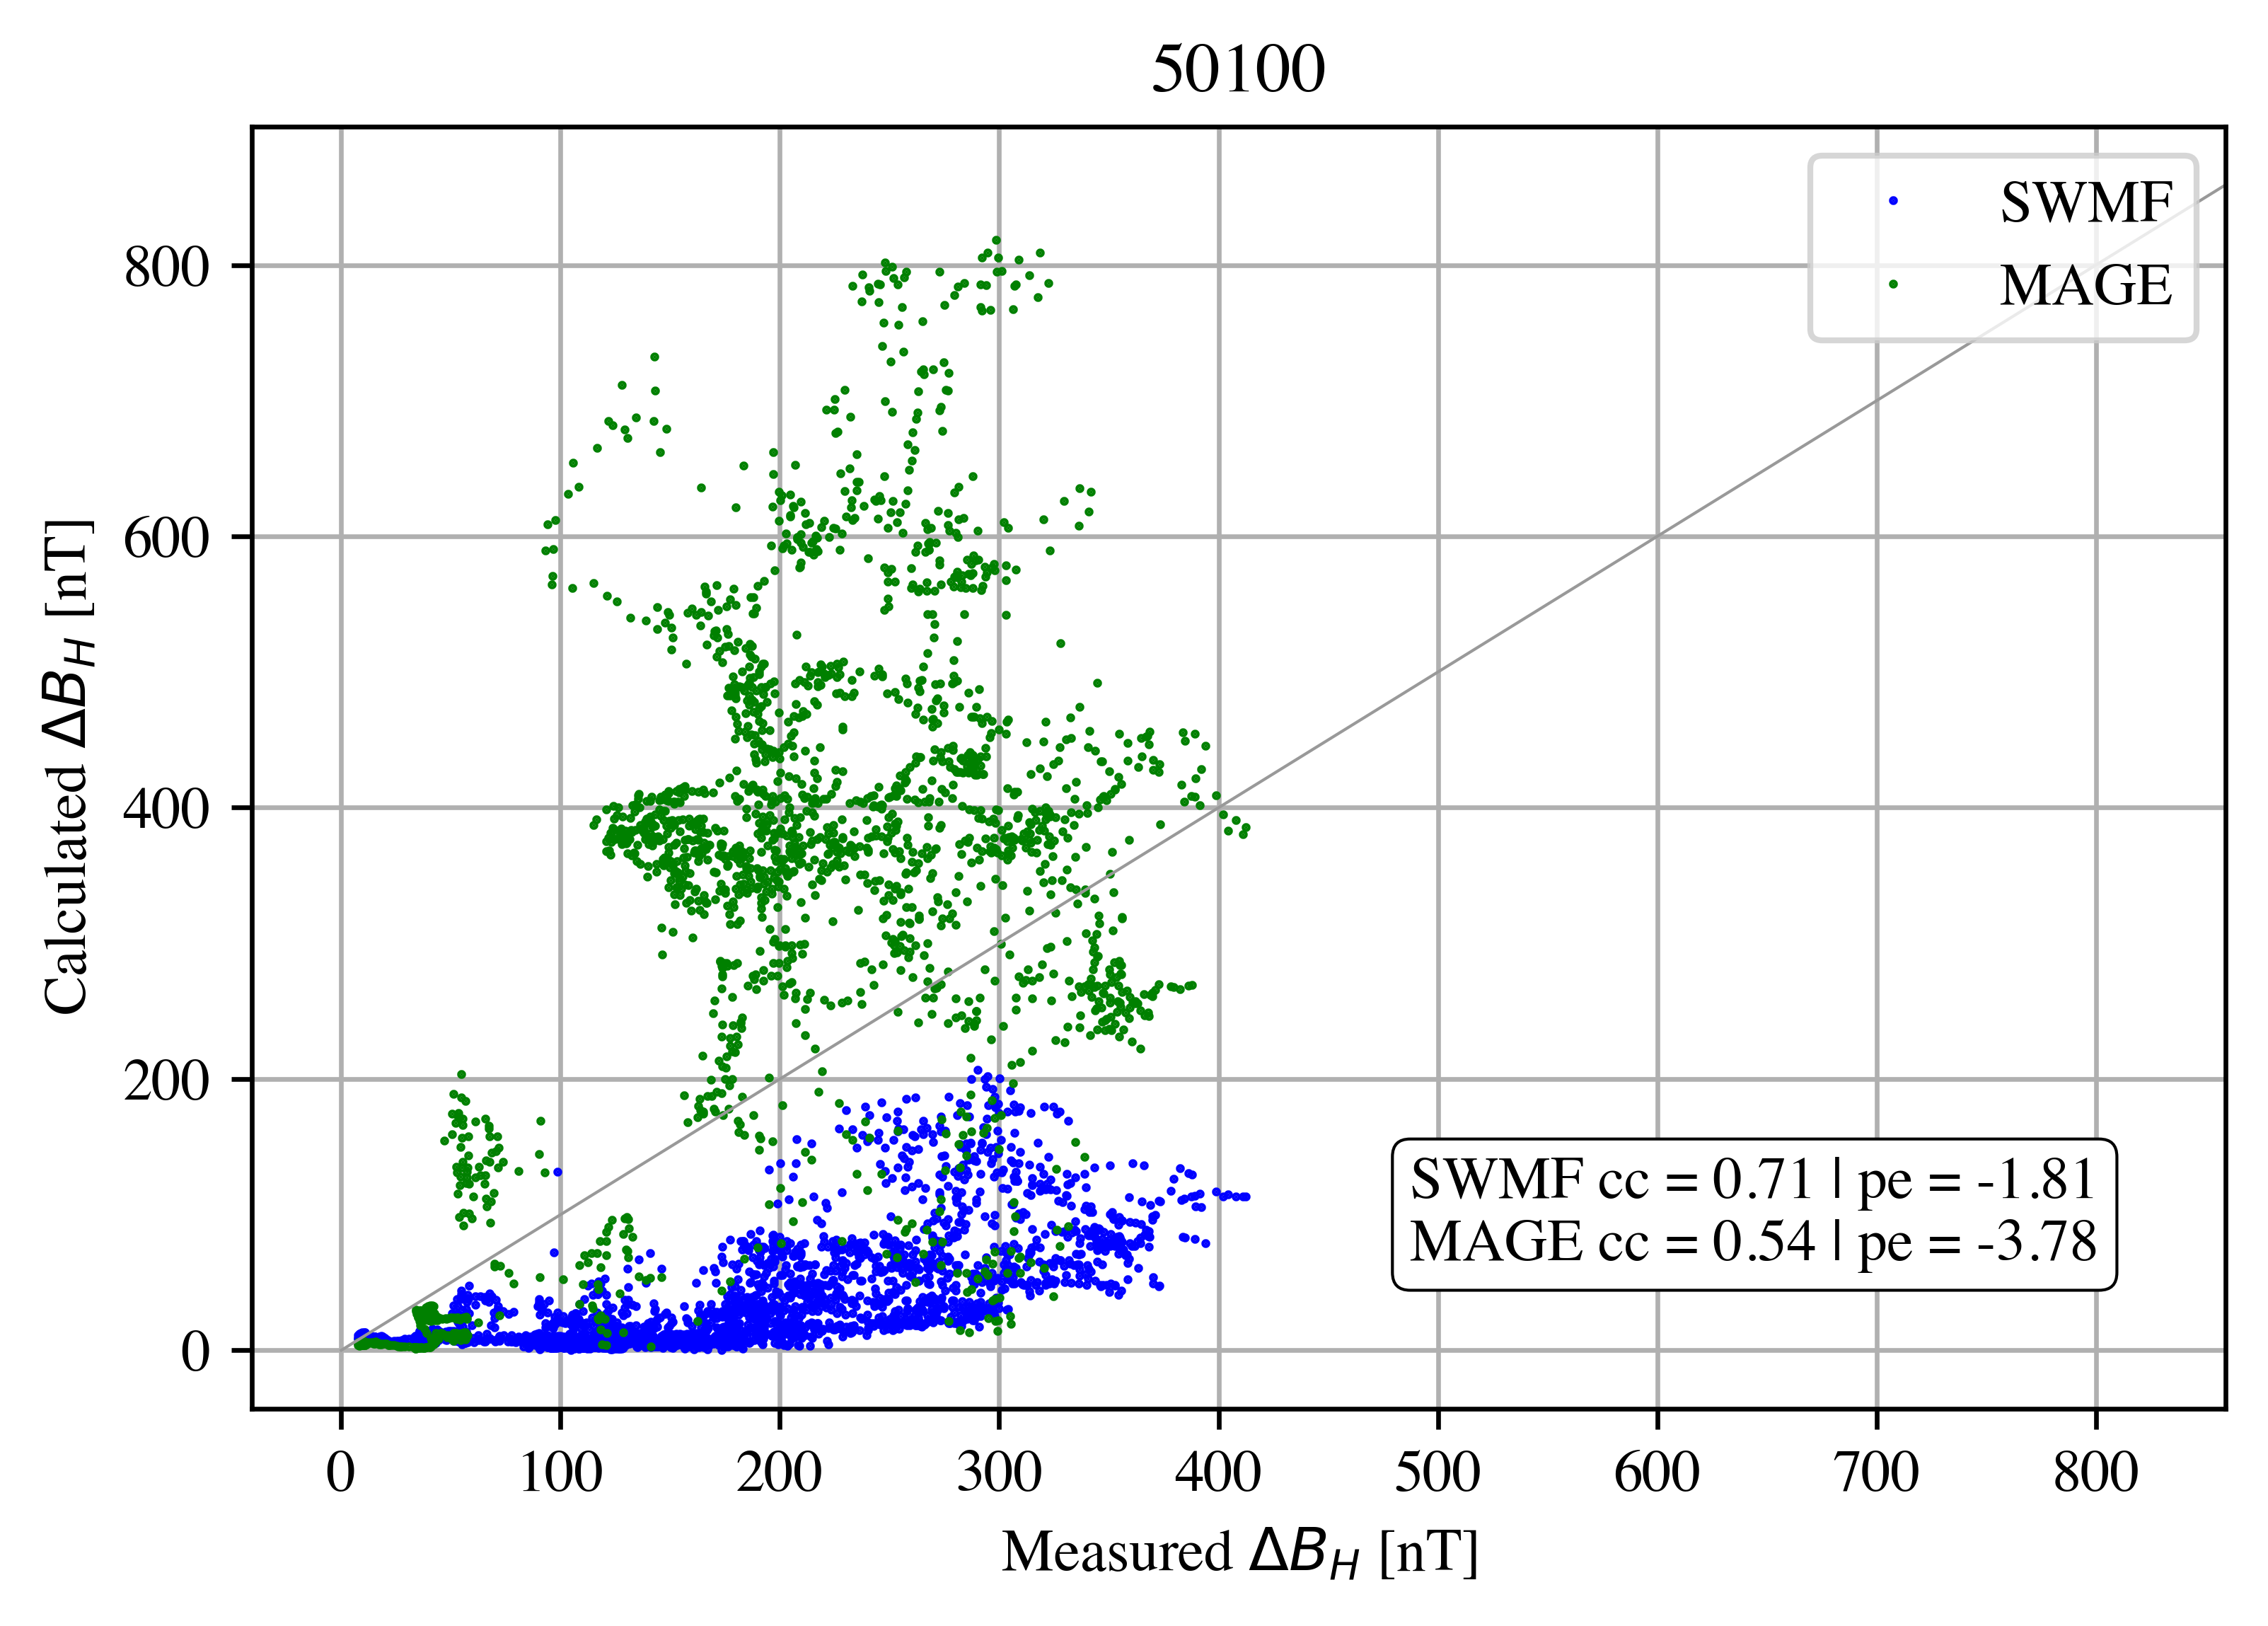 50100
SWMF
MAGE
800
600
400
200
0
Calculated ΔB_H [nT]
SWMF cc = 0.71 | pe = -1.81
MAGE cc = 0.54 | pe = -3.78
0 100 200 300 400 500 600 700 800
Measured ΔB_H [nT]